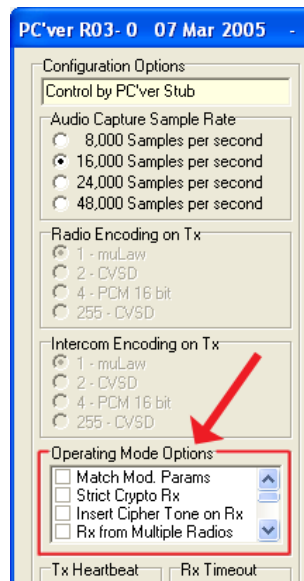 PC'ver R03- 0   07 Mar 2005   -
Configuration Options
Control by PC'ver Stub
Audio Capture Sample Rate
8,000 Samples per second
16,000 Samples per second
24,000 Samples per second
48,000 Samples per second
Radio Encoding on Tx
1 - muLaw
2 - CVSD
4 - PCM 16 bit
255 - CVSD
Intercom Encoding on Tx
1 - muLaw
2 - CVSD
4 - PCM 16 bit
255 - CVSD
Operating Mode Options
Match Mod. Params
Strict Crypto Rx
Insert Cipher Tone on Rx
Rx from Multiple Radios
Tx Heartbeat   Rx Timeout